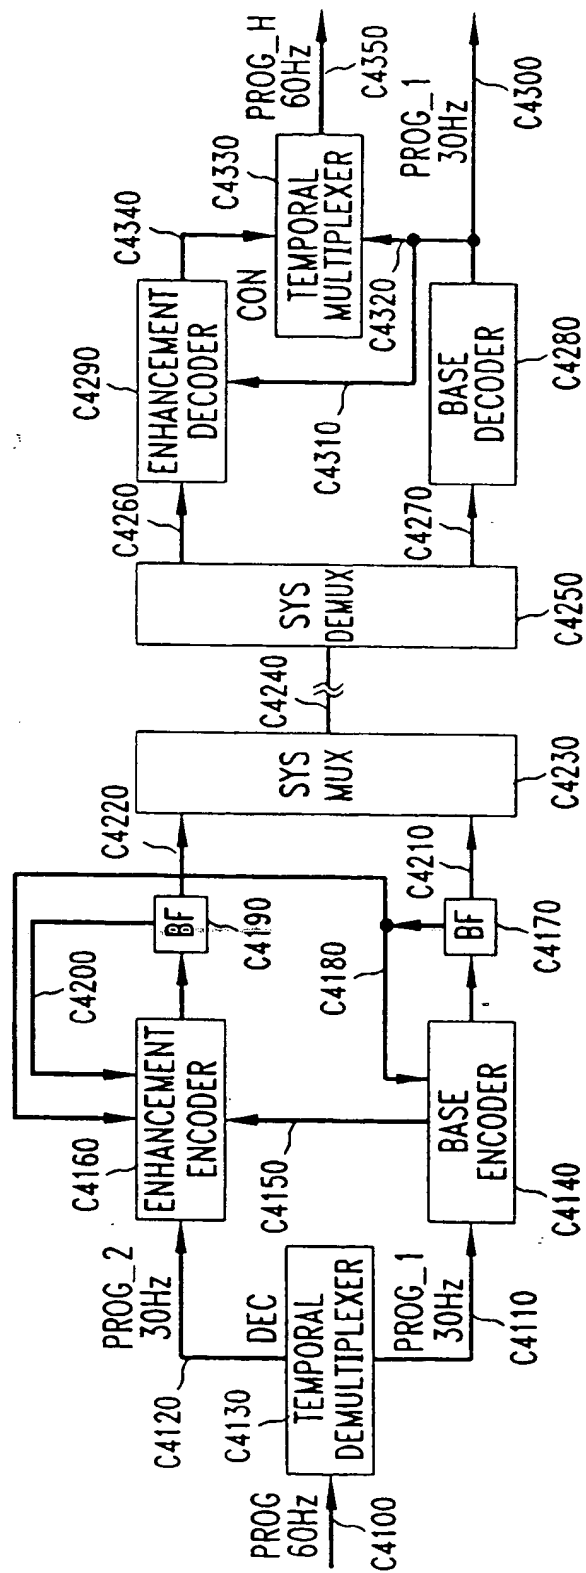 PROG
60Hz
C4100
TEMPORAL
DEMULTIPLEXER
C4130
DEC
C4120
PROG_2
30Hz
PROG_1
30Hz
C4110
ENHANCEMENT
ENCODER
C4160
C4150
BASE
ENCODER
C4140
C4200
C4180
BF
C4190
BF
C4170
C4220
C4210
SYS
MUX
C4230
C4240
SYS
DEMUX
C4250
C4260
C4270
ENHANCEMENT
DECODER
C4290
C4310
BASE
DECODER
C4280
C4340
CON
C4320
TEMPORAL
MULTIPLEXER
C4330
PROG_H
60Hz
C4350
PROG_1
30Hz
C4300